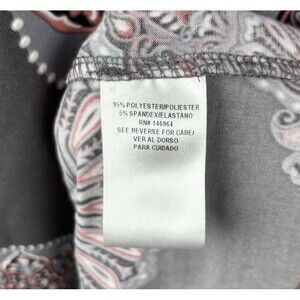 95% POLYESTER/POLIESTER
5% SPANDEX/ELASTANO
RN# 146964
SEE REVERSE FOR CARE/
VER AL DORSO
PARA CUIDADO